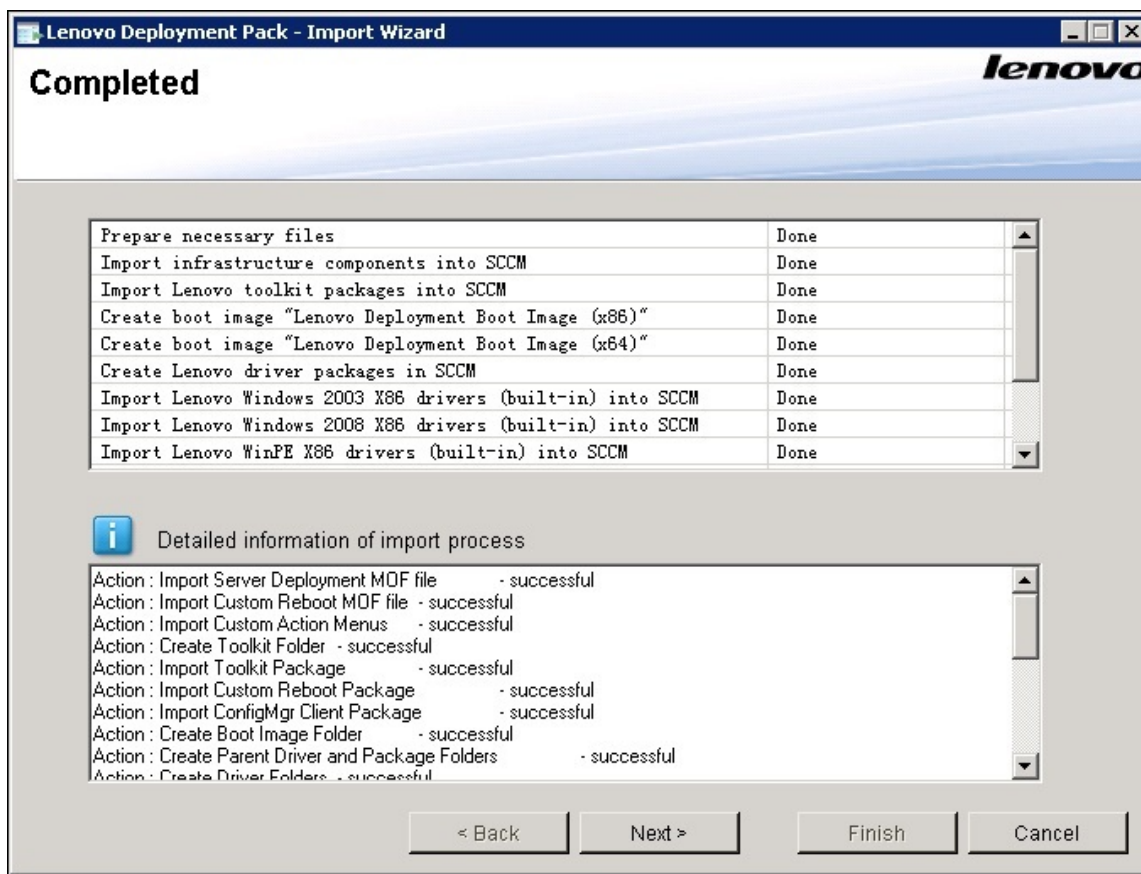 Lenovo Deployment Pack - Import Wizard
Completed
lenovo
Prepare necessary files Done
Import infrastructure components into SCCM Done
Import Lenovo toolkit packages into SCCM Done
Create boot image "Lenovo Deployment Boot Image (x86)" Done
Create boot image "Lenovo Deployment Boot Image (x64)" Done
Create Lenovo driver packages in SCCM Done
Import Lenovo Windows 2003 X86 drivers (built-in) into SCCM Done
Import Lenovo Windows 2008 X86 drivers (built-in) into SCCM Done
Import Lenovo WinPE X86 drivers (built-in) into SCCM Done
i Detailed information of import process
Action : Import Server Deployment MOF file - successful
Action : Import Custom Reboot MOF file - successful
Action : Import Custom Action Menus - successful
Action : Create Toolkit Folder - successful
Action : Import Toolkit Package - successful
Action : Import Custom Reboot Package - successful
Action : Import ConfigMgr Client Package - successful
Action : Create Boot Image Folder - successful
Action : Create Parent Driver and Package Folders - successful
Action : Create Driver Folders - successful
< Back Next > Finish Cancel